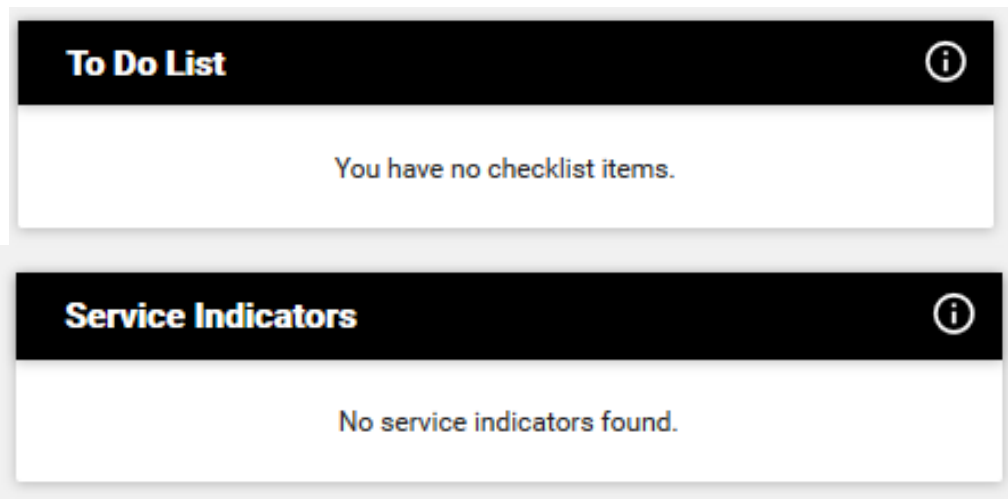 To Do List
You have no checklist items.
Service Indicators
No service indicators found.